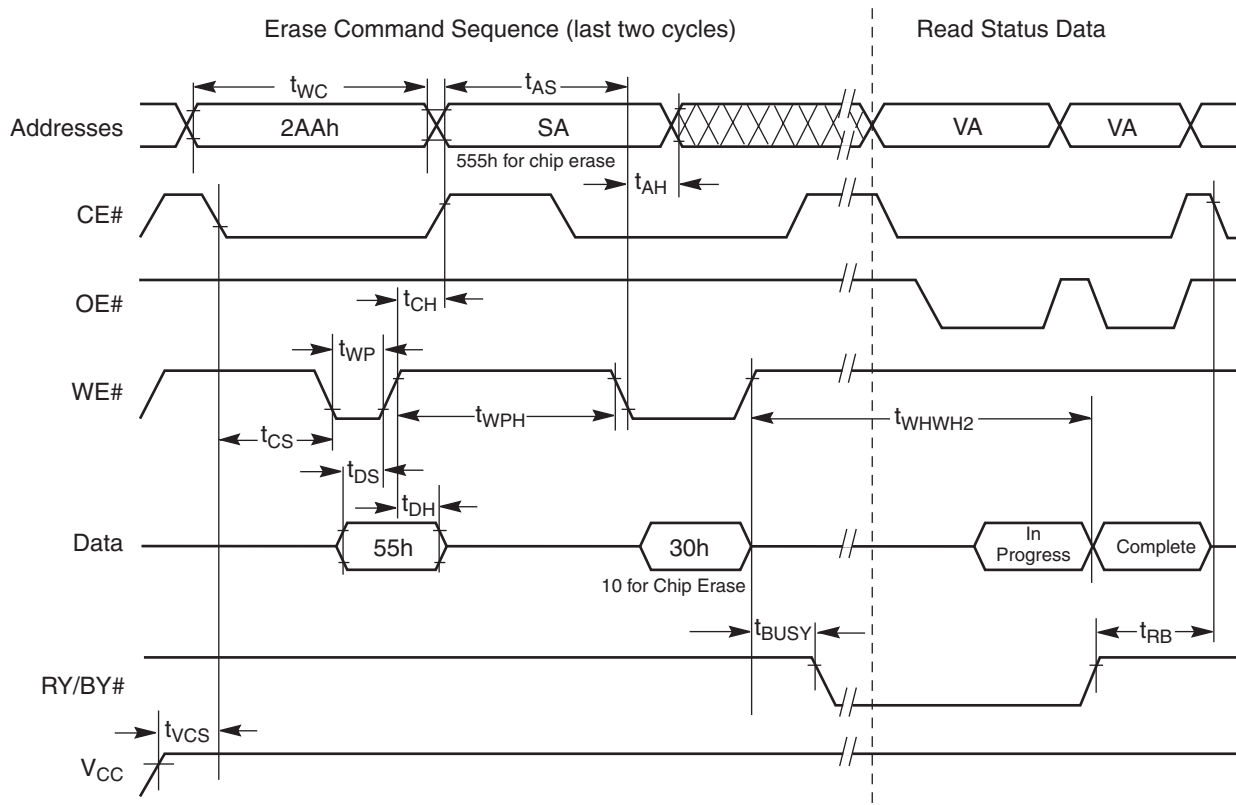 Erase Command Sequence (last two cycles)
Read Status Data
tWC
tAS
Addresses
2AAh
SA
VA
VA
555h for chip erase
tAH
CE#
OE#
tCH
tWP
WE#
tWPH
tWHWH2
tCS
tDS
tDH
Data
55h
30h
In
Progress
Complete
10 for Chip Erase
tBUSY
tRB
RY/BY#
tVCS
VCC